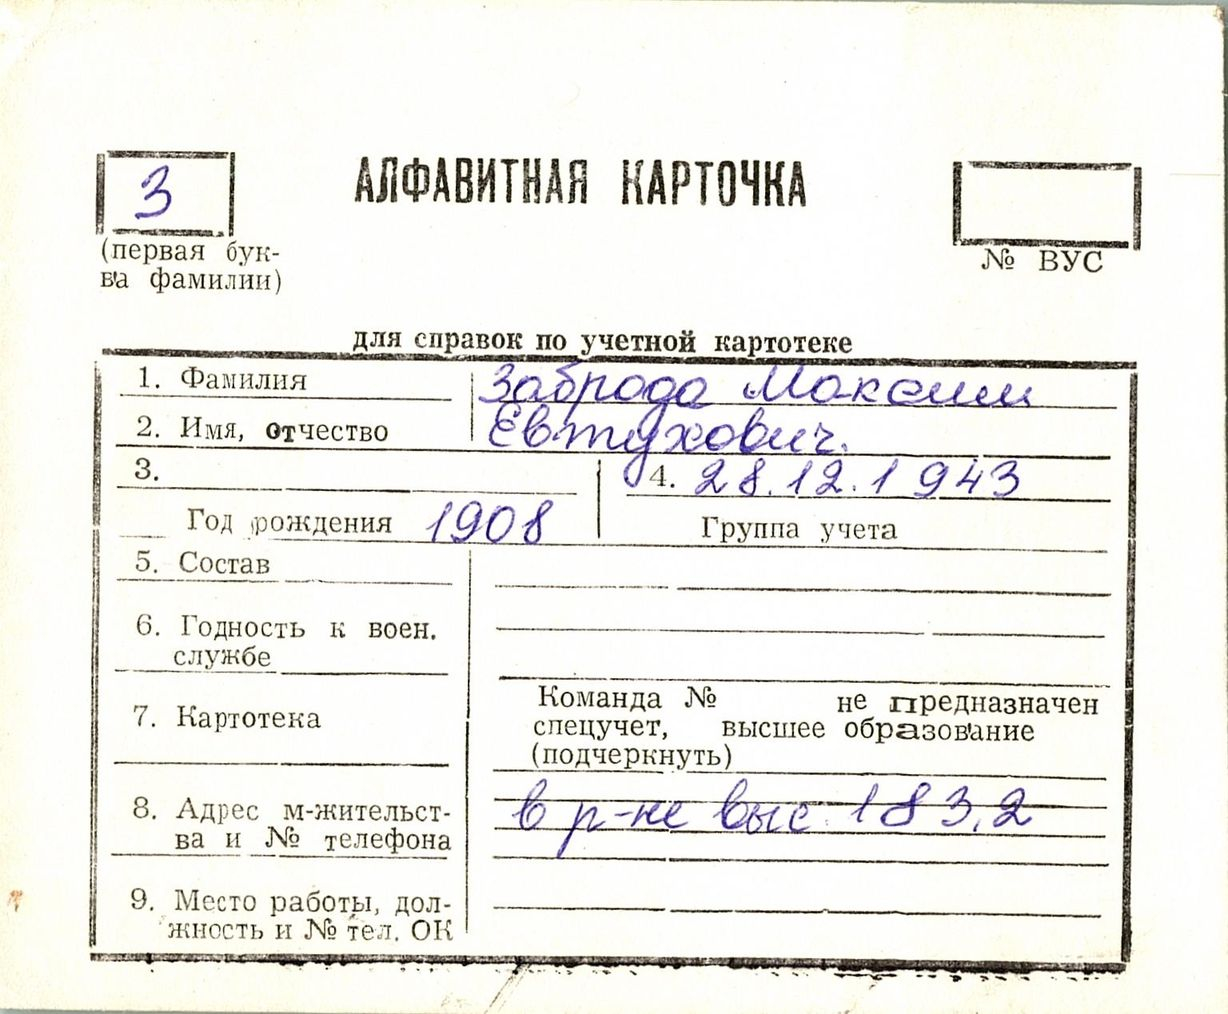 АЛФАВИТНАЯ КАРТОЧКА
З
(первая бук-
ва фамилии)
№ ВУС
для справок по учетной картотеке
1. Фамилия Заброда Максим
2. Имя, отчество Евтухович.
3. 4. 28.12.1943
Год рождения 1908 Группа учета
5. Состав
6. Годность к воен.
службе
7. Картотека
Команда № не предназначен
спецучет, высшее образование
(подчеркнуть)
8. Адрес м-жительст-
ва и № телефона
в р-не выс. 183,2
9. Место работы, дол-
жность и № тел. ОК